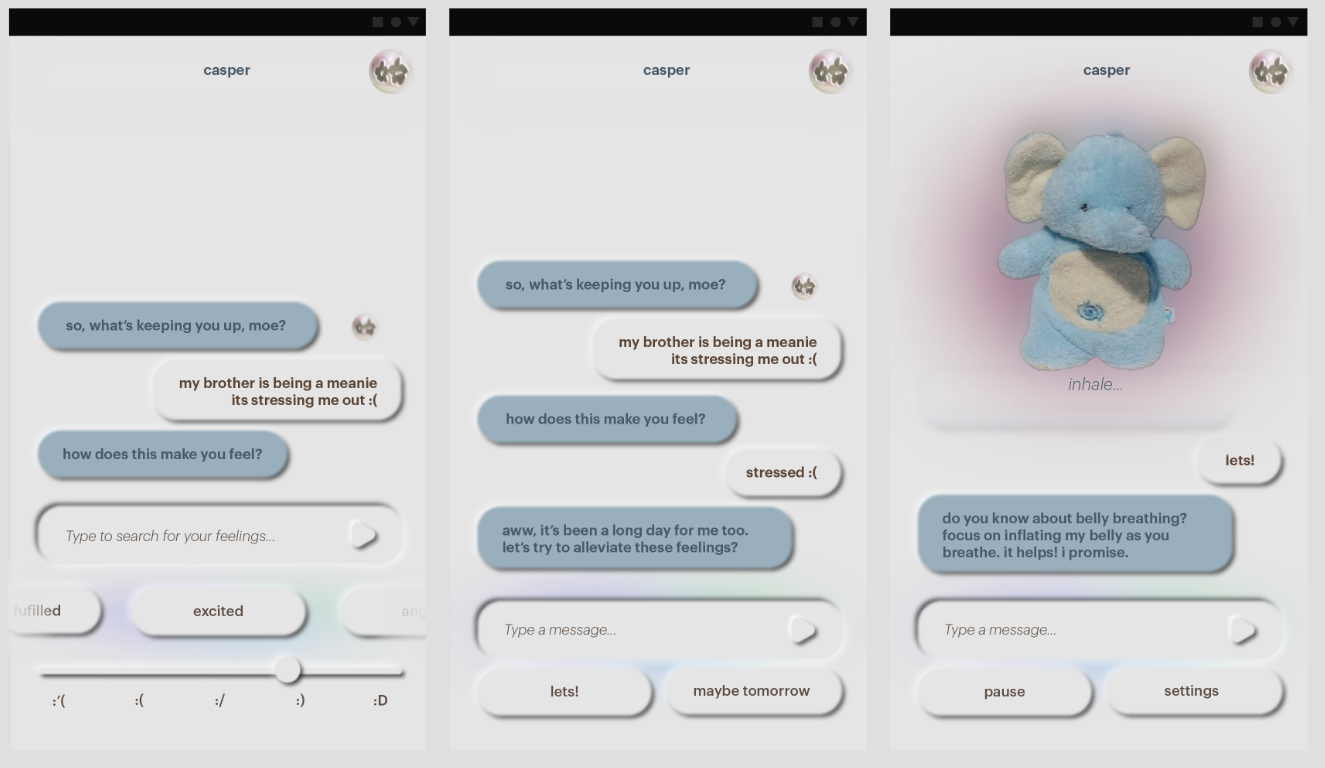 casper
so, what's keeping you up, moe?
my brother is being a meanie
its stressing me out :(
how does this make you feel?
Type to search for your feelings...
fufilled
excited
ang
:'(
:(
:/
:)
:D
casper
so, what's keeping you up, moe?
my brother is being a meanie
its stressing me out :(
how does this make you feel?
stressed :(
aww, it's been a long day for me too.
let's try to alleviate these feelings?
Type a message...
lets!
maybe tomorrow
casper
inhale...
lets!
do you know about belly breathing?
focus on inflating my belly as you
breathe. it helps! i promise.
Type a message...
pause
settings